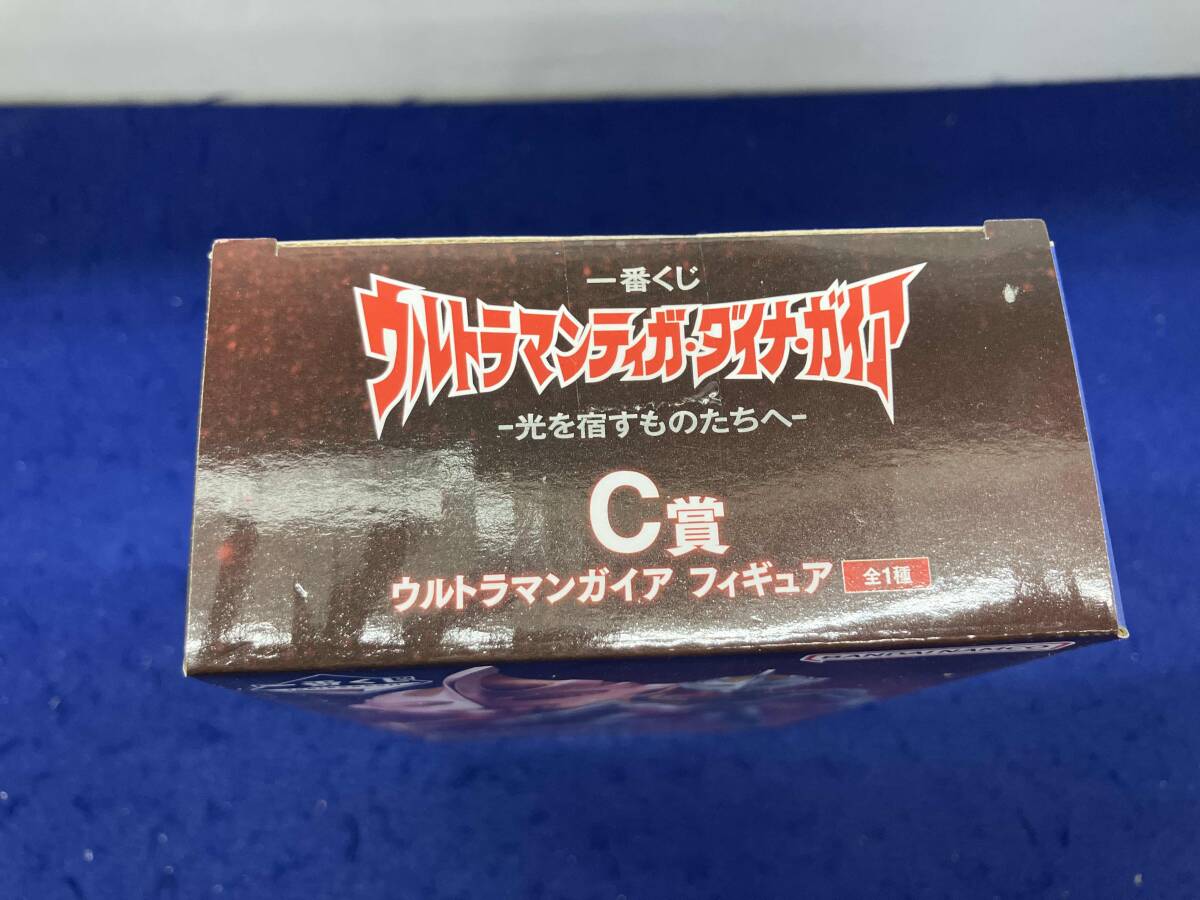 一番くじ
ウルトラマンティガ・ダイナ・ガイア
-光を宿すものたちへ-
C賞
ウルトラマンガイア フィギュア 全1種
BANDAI NAMCO